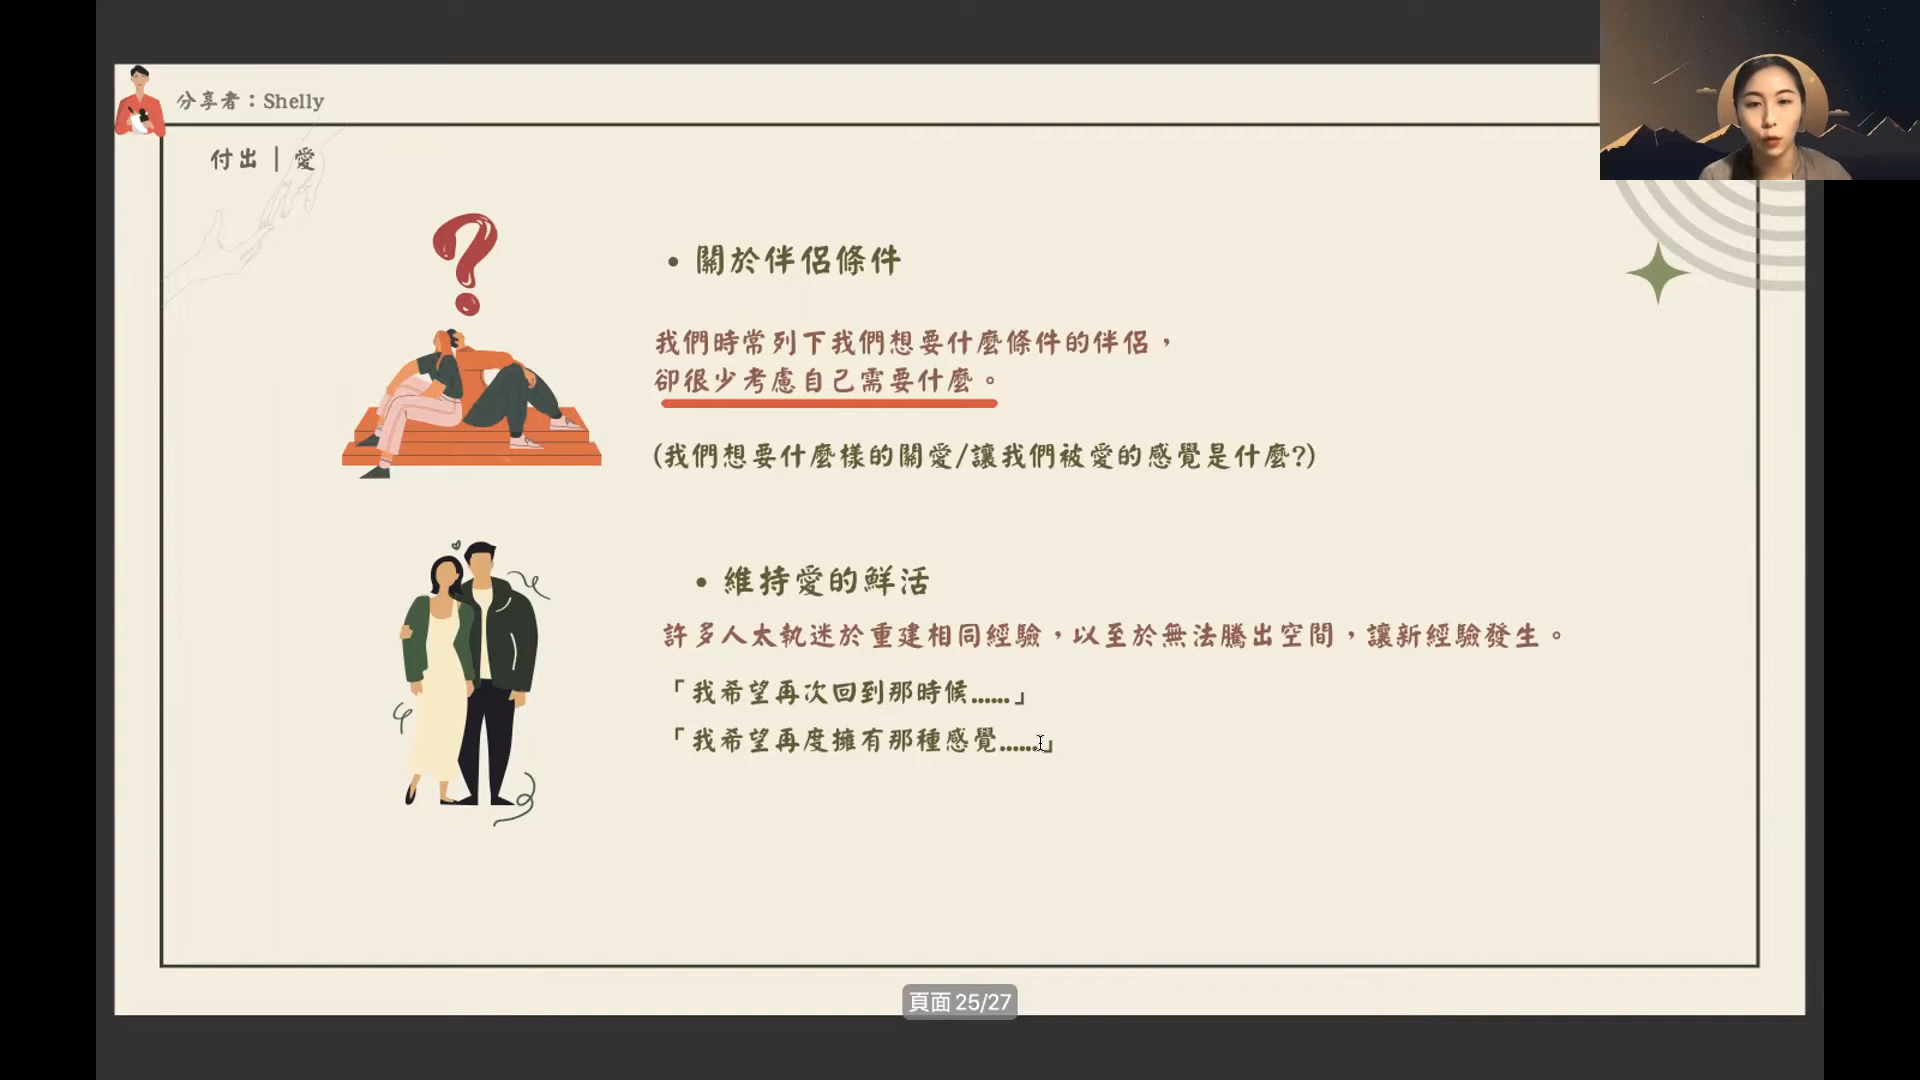 分享者：Shelly
付出｜愛
• 關於伴侶條件
我們時常列下我們想要什麼條件的伴侶，
卻很少考慮自己需要什麼。
(我們想要什麼樣的關愛/讓我們被愛的感覺是什麼?)
• 維持愛的鮮活
許多人太執迷於重建相同經驗，以至於無法騰出空間，讓新經驗發生。
「我希望再次回到那時候......」
「我希望再度擁有那種感覺......」
頁面 25/27